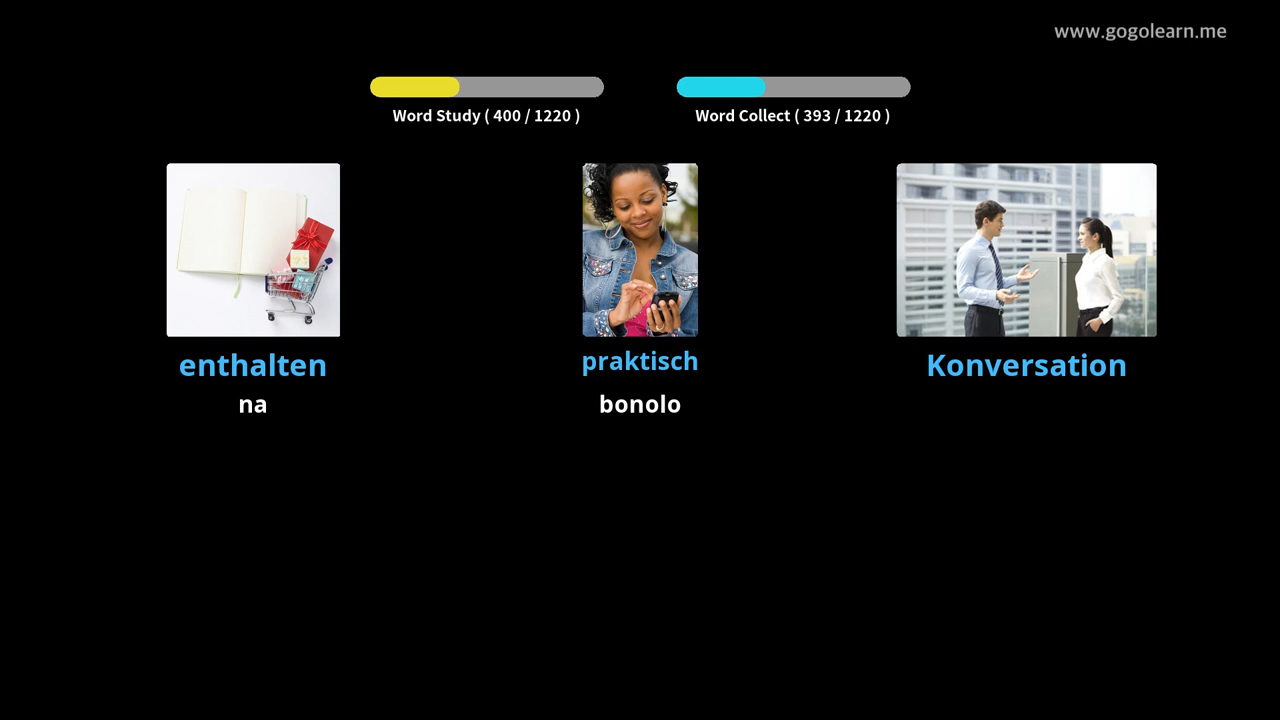 www.gogolearn.me
Word Study ( 400 / 1220 )
Word Collect ( 393 / 1220 )
enthalten
na
praktisch
bonolo
Konversation